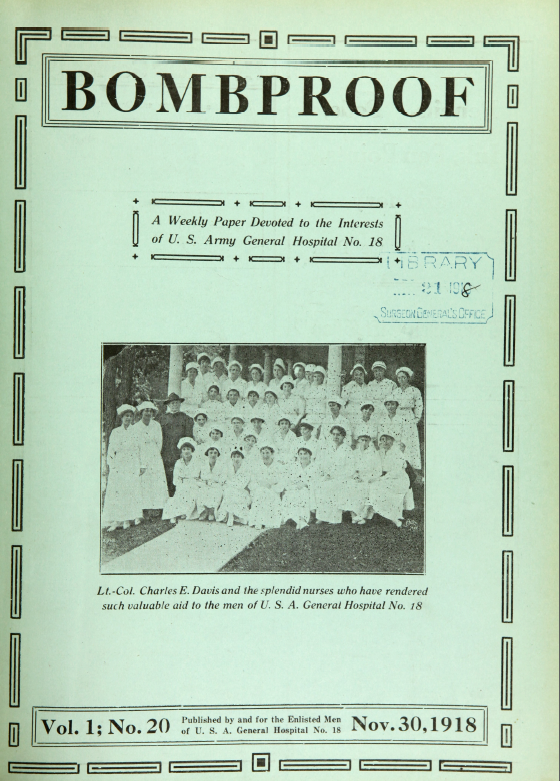 BOMBPROOF
A Weekly Paper Devoted to the Interests
of U. S. Army General Hospital No. 18
LIBRARY
21 1918
SURGEON GENERAL'S OFFICE
Lt.-Col. Charles E. Davis and the splendid nurses who have rendered
such valuable aid to the men of U. S. A. General Hospital No. 18
Vol. 1; No. 20
Published by and for the Enlisted Men
of U. S. A. General Hospital No. 18
Nov. 30, 1918